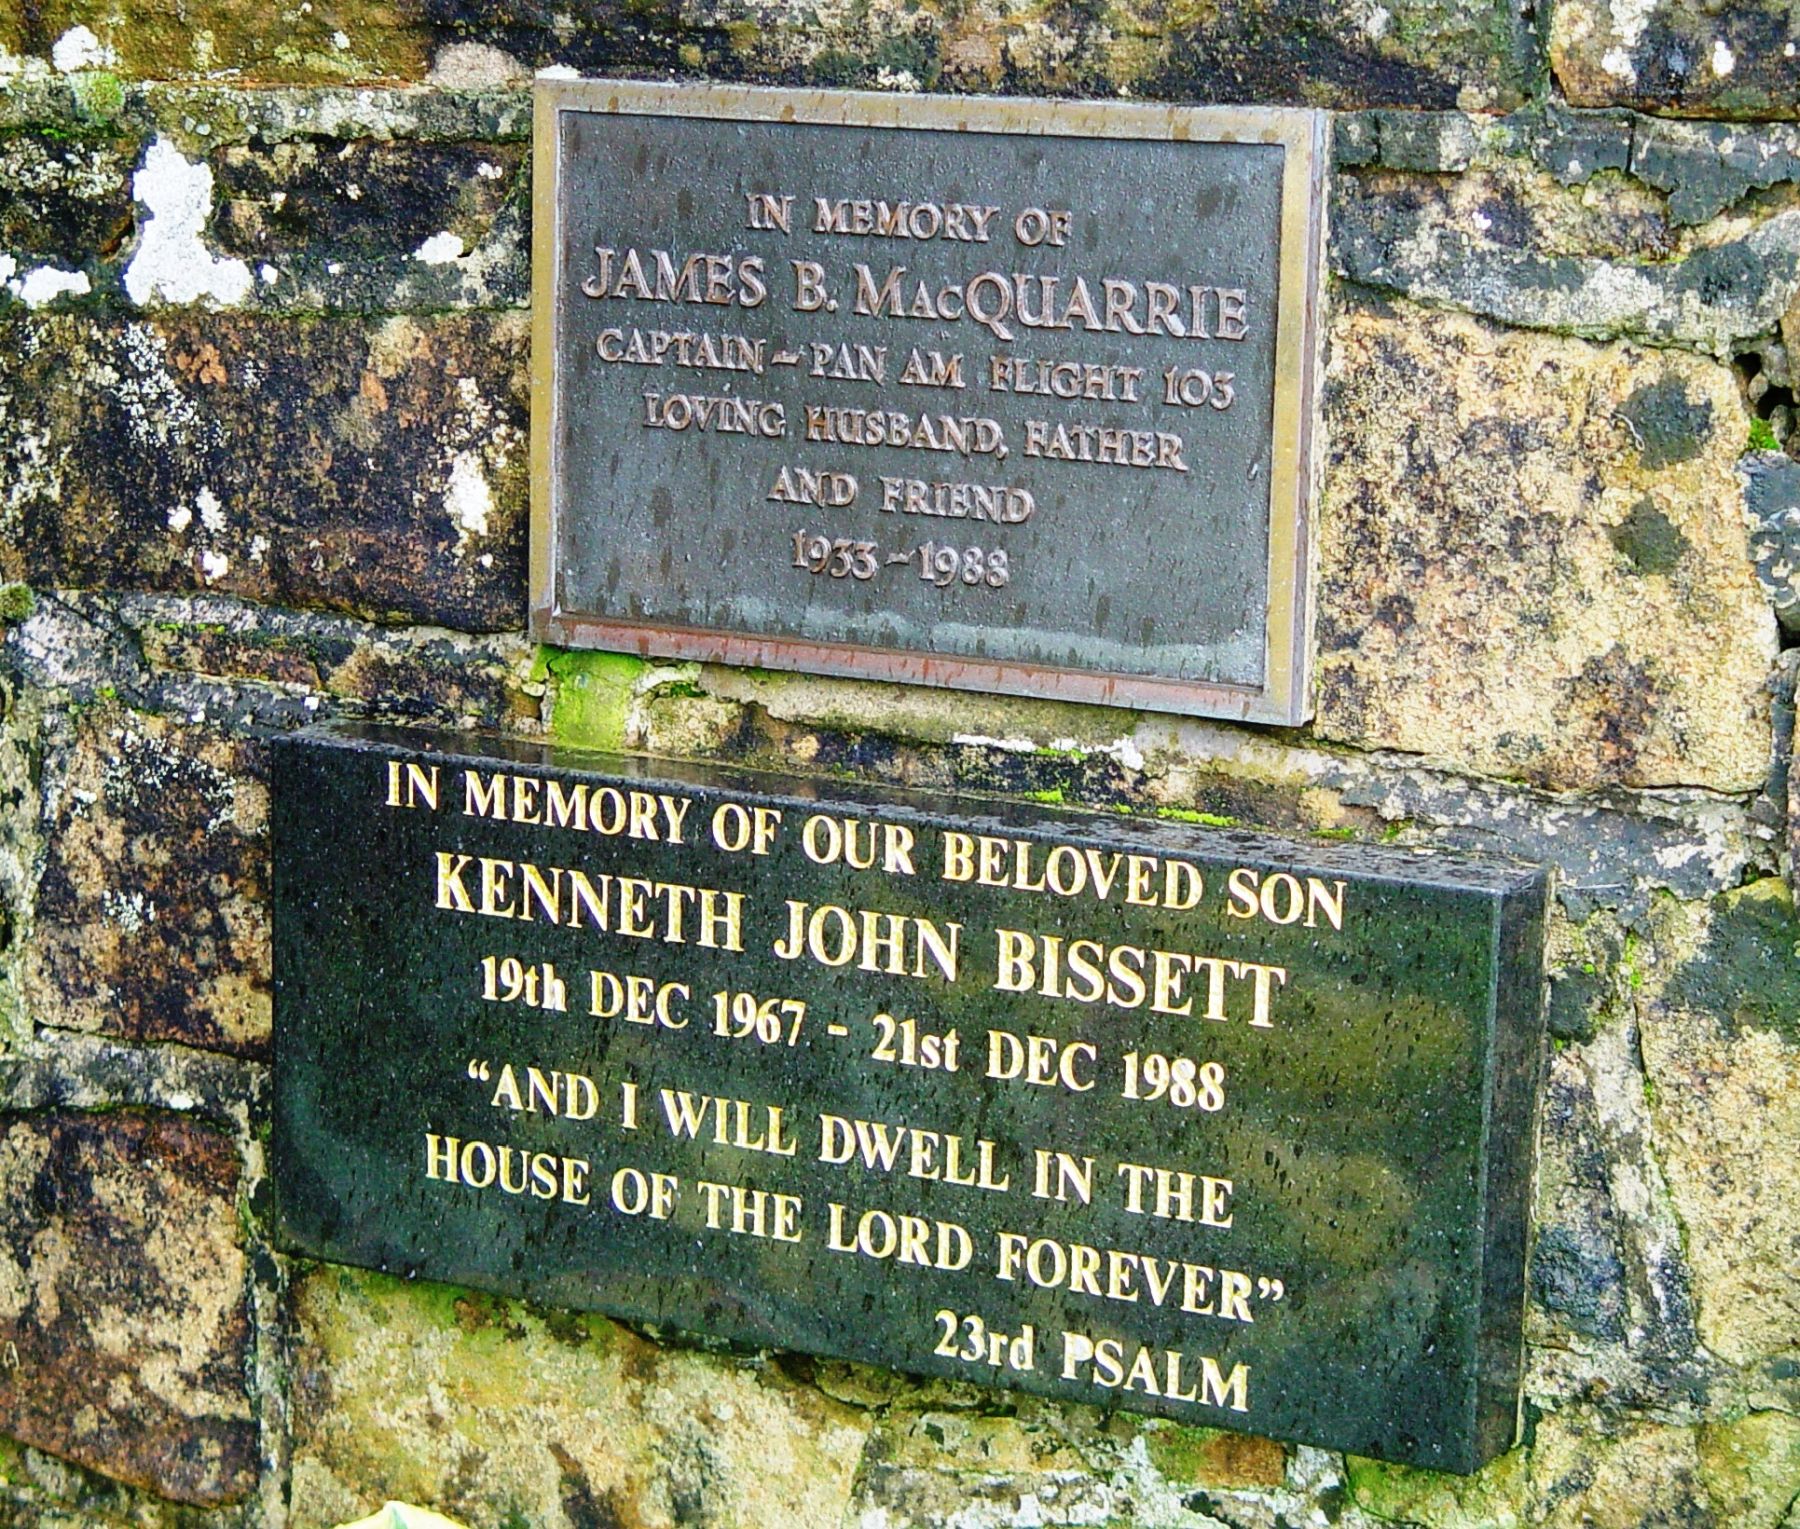 IN MEMORY OF
JAMES B. MACQUARRIE
CAPTAIN – PAN AM FLIGHT 103
LOVING HUSBAND, FATHER
AND FRIEND
1933 – 1988
IN MEMORY OF OUR BELOVED SON
KENNETH JOHN BISSETT
19th DEC 1967 - 21st DEC 1988
“AND I WILL DWELL IN THE
HOUSE OF THE LORD FOREVER”
23rd PSALM